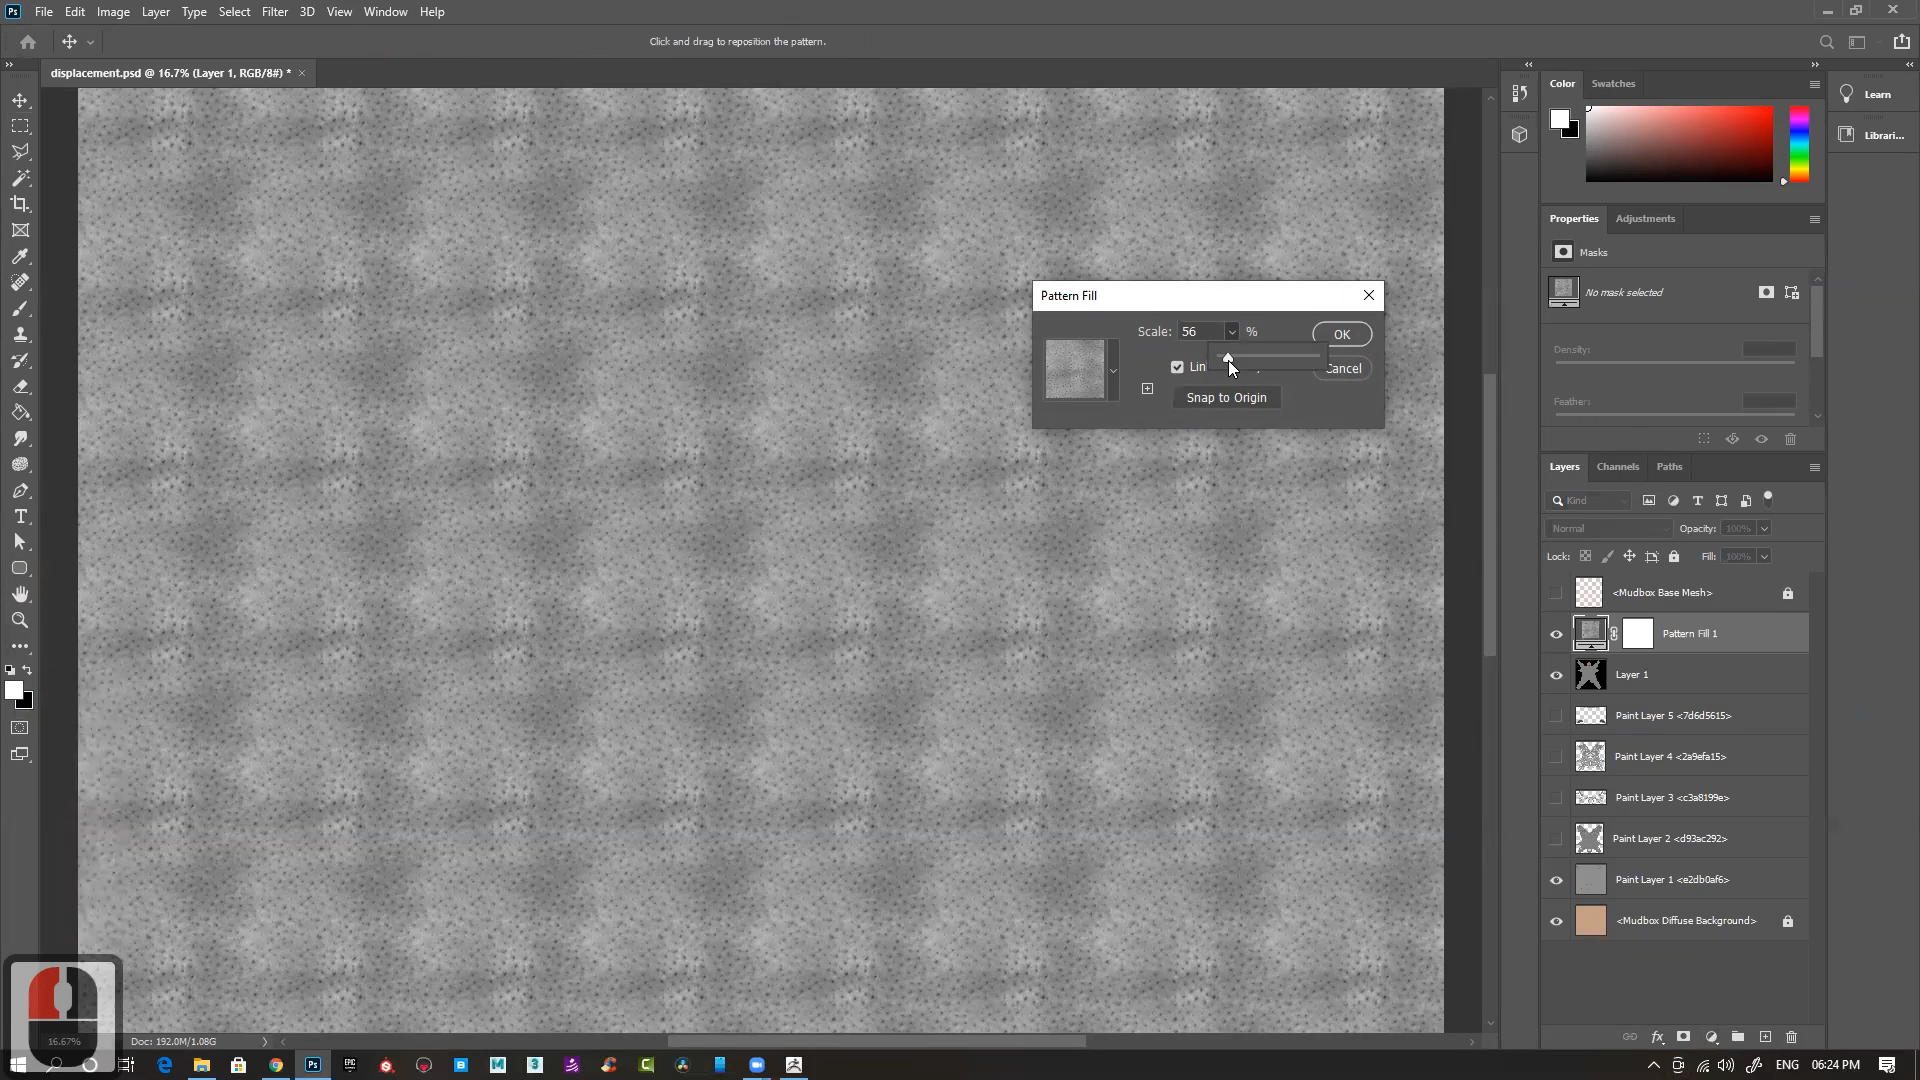 Ps File Edit Image Layer Type Select Filter 3D View Window Help
Click and drag to reposition the pattern.
displacement.psd @ 16.7% (Layer 1, RGB/8#) *
Color Swatches
Learn
Librari...
Properties Adjustments
Masks
No mask selected
Density:
Feather:
Pattern Fill
Scale: 56 %
OK
Lin
Cancel
Snap to Origin
Layers Channels Paths
Kind
Normal Opacity: 100%
Lock: Fill: 100%
<Mudbox Base Mesh>
Pattern Fill 1
Layer 1
Paint Layer 5 <7d6d5615>
Paint Layer 4 <2a9efa15>
Paint Layer 3 <c3a8199e>
Paint Layer 2 <d93ac292>
Paint Layer 1 <e2db0af6>
<Mudbox Diffuse Background>
fx
16.67% Doc: 192.0M/1.08G
Ps EPIC B M 3 C
ENG 06:24 PM